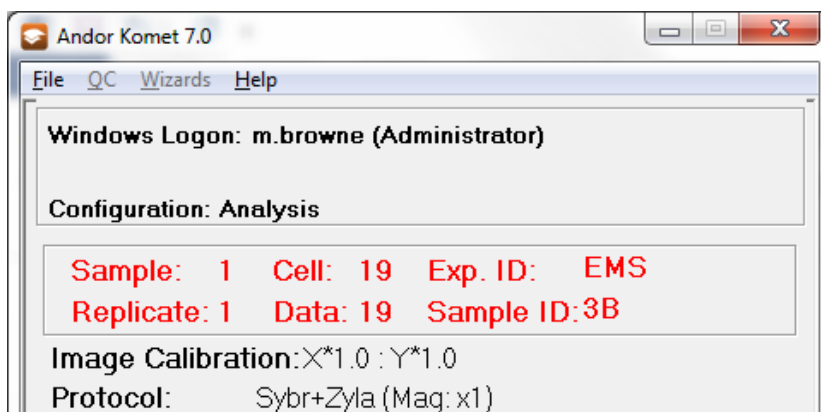 Andor Komet 7.0
File QC Wizards Help
Windows Logon: m.browne (Administrator)
Configuration: Analysis
Sample: 1 Cell: 19 Exp. ID: EMS
Replicate: 1 Data: 19 Sample ID: 3B
Image Calibration: X*1.0 : Y*1.0
Protocol: Sybr+Zyla (Mag: x1)